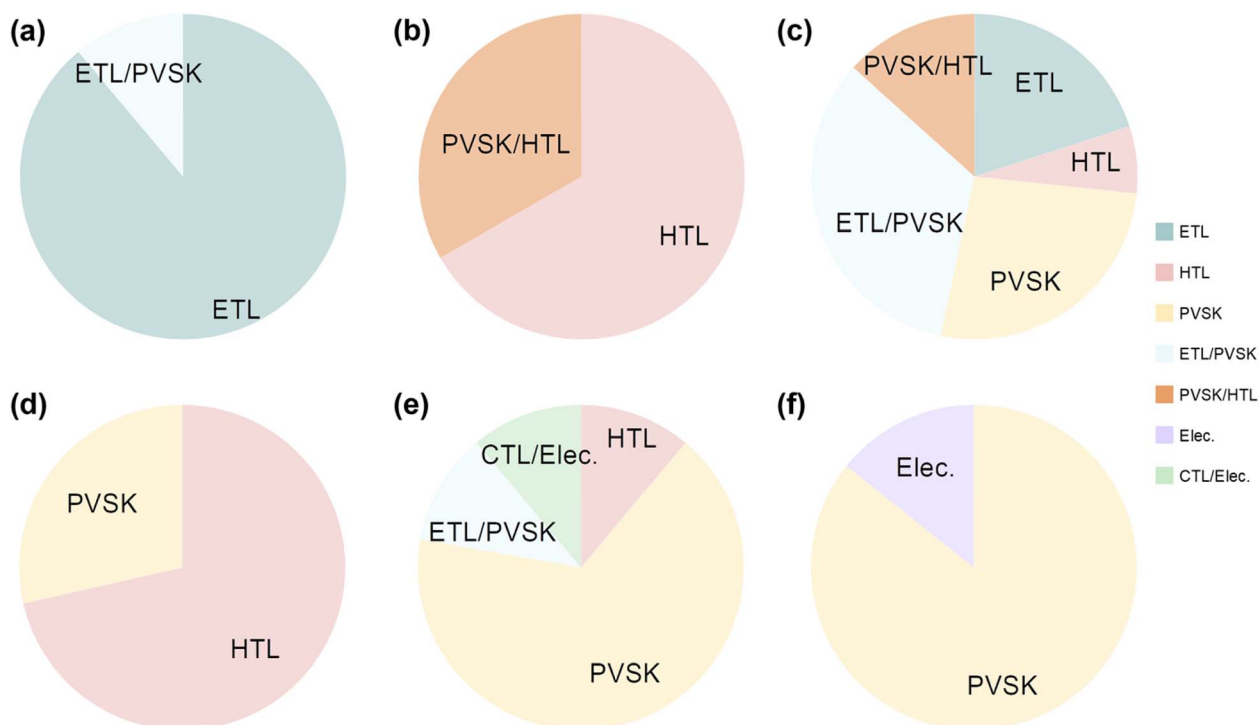 (a)
ETL/PVSK
ETL
(b)
PVSK/HTL
HTL
(c)
PVSK/HTL
ETL
HTL
ETL/PVSK
PVSK
ETL
HTL
PVSK
ETL/PVSK
PVSK/HTL
Elec.
CTL/Elec.
(d)
PVSK
HTL
(e)
HTL
CTL/Elec.
ETL/PVSK
PVSK
(f)
Elec.
PVSK